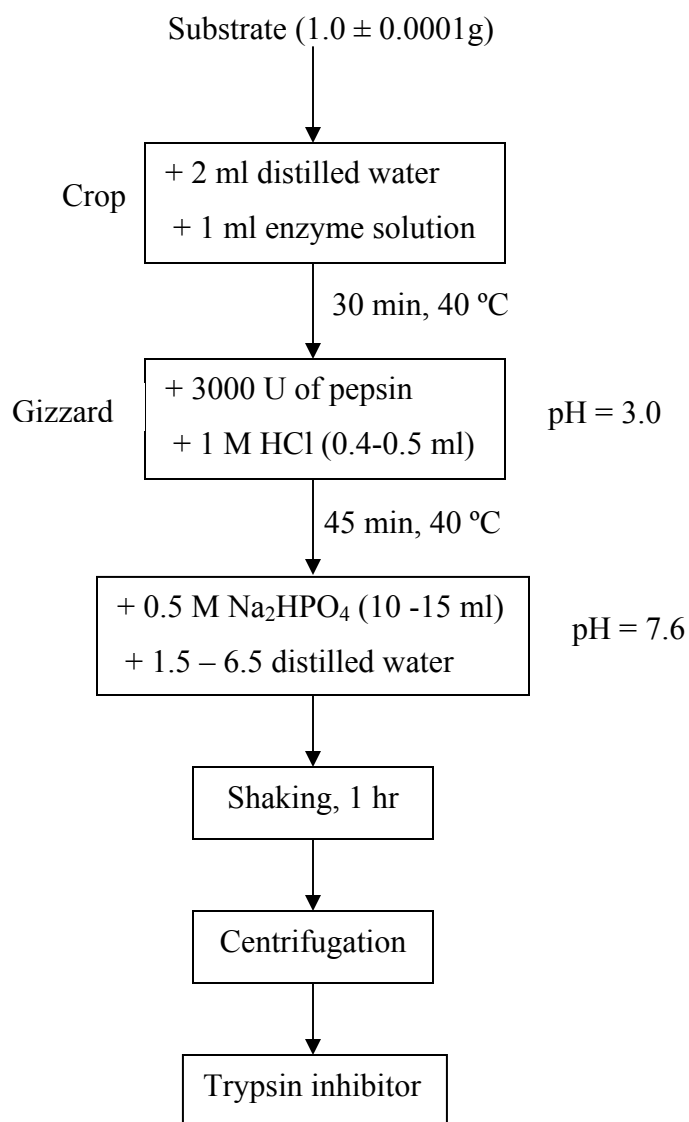 Substrate (1.0 ± 0.0001g)
Crop
+ 2 ml distilled water
+ 1 ml enzyme solution
30 min, 40 ºC
Gizzard
+ 3000 U of pepsin
+ 1 M HCl (0.4-0.5 ml)
pH = 3.0
45 min, 40 ºC
+ 0.5 M Na₂HPO₄ (10 -15 ml)
+ 1.5 – 6.5 distilled water
pH = 7.6
Shaking, 1 hr
Centrifugation
Trypsin inhibitor